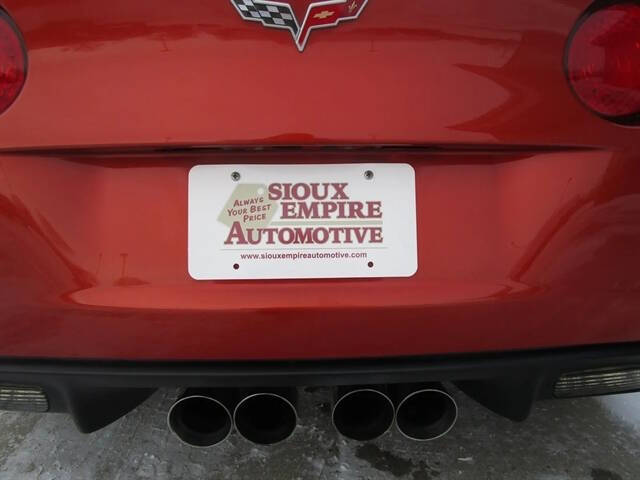 ALWAYS
YOUR BEST
PRICE
SIOUX
EMPIRE
AUTOMOTIVE
www.siouxempireautomotive.com